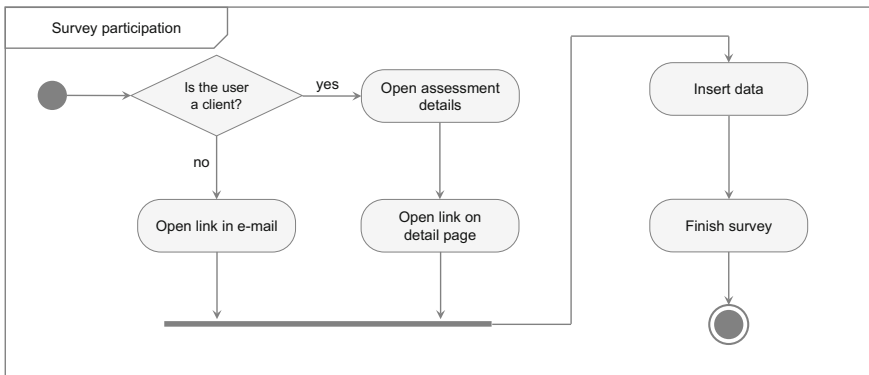 Survey participation
Is the user
a client?
yes
Open assessment
details
Insert data
no
Open link in e-mail
Open link on
detail page
Finish survey